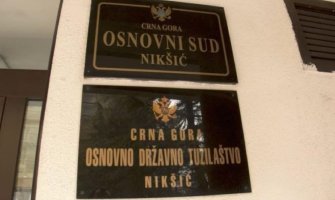 CRNA GORA
OSNOVNI SUD
NIKŠIĆ
CRNA GORA
OSNOVNO DRŽAVNO TUŽILAŠTVO
NIKŠIĆ